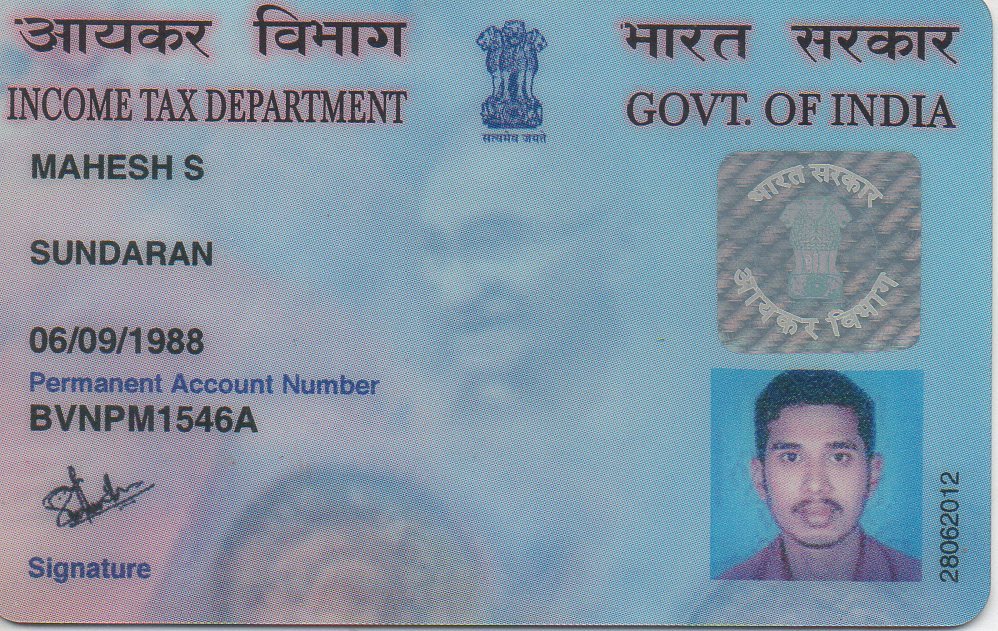 आयकर विभाग
INCOME TAX DEPARTMENT
सत्यमेव जयते
भारत सरकार
GOVT. OF INDIA
MAHESH S
SUNDARAN
06/09/1988
Permanent Account Number
BVNPM1546A
Signature
भारत सरकार
आयकर विभाग
28062012